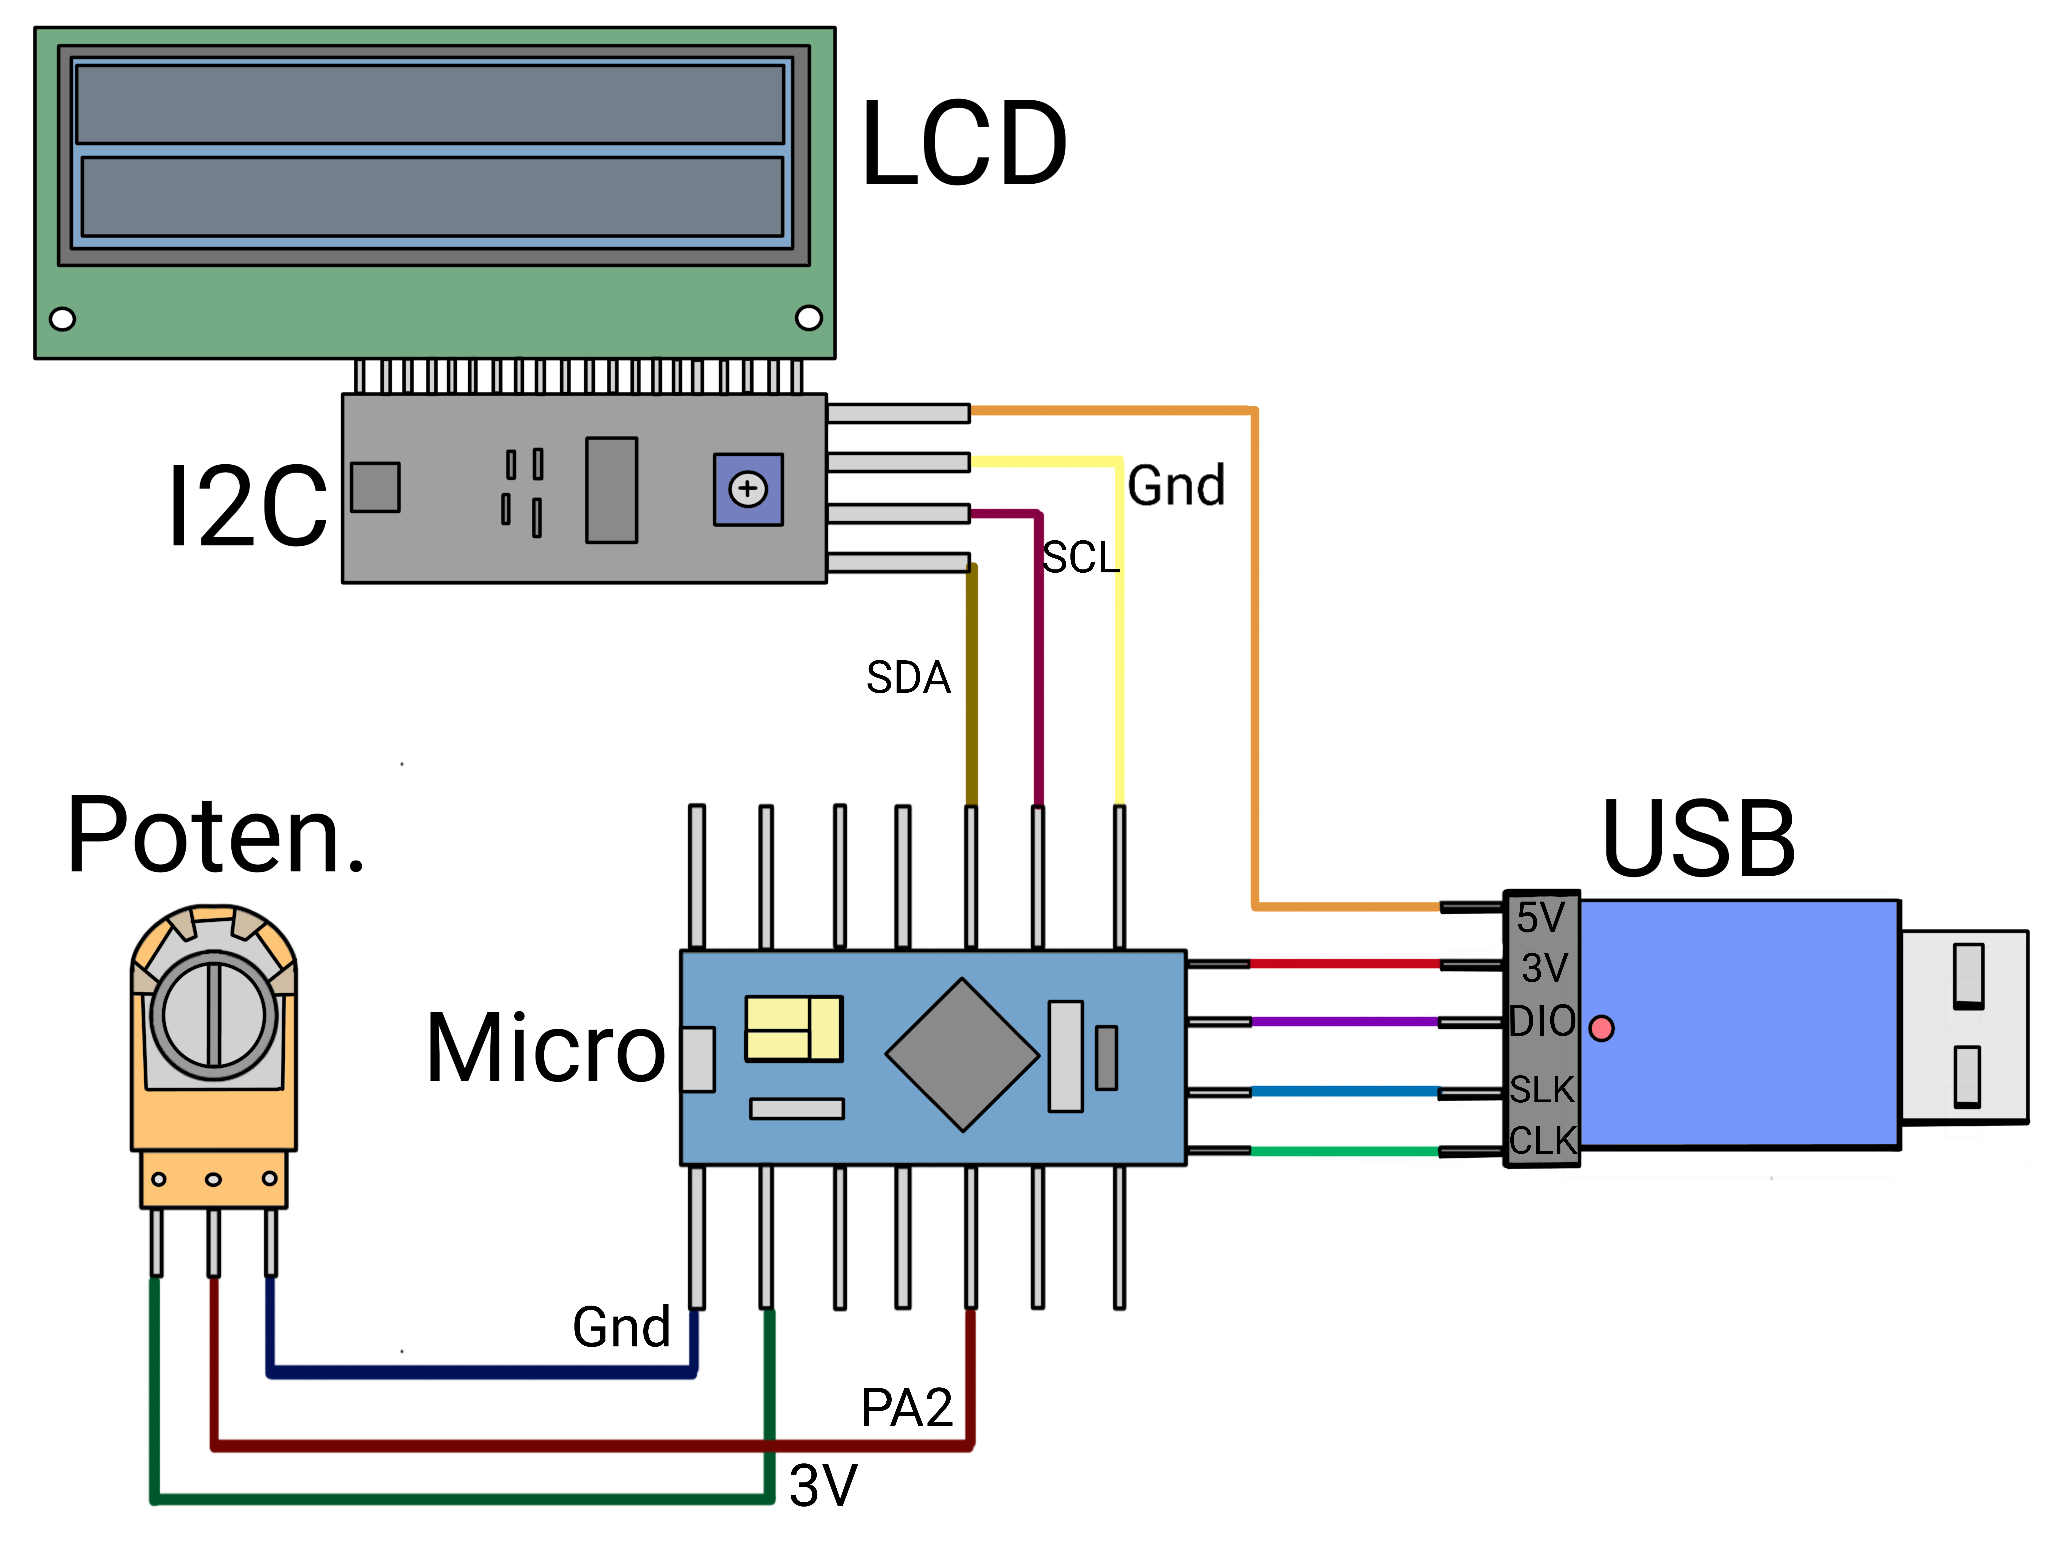 LCD
I2C
Gnd
SCL
SDA
Poten.
USB
Micro
5V
3V
DIO
SLK
CLK
Gnd
PA2
3V